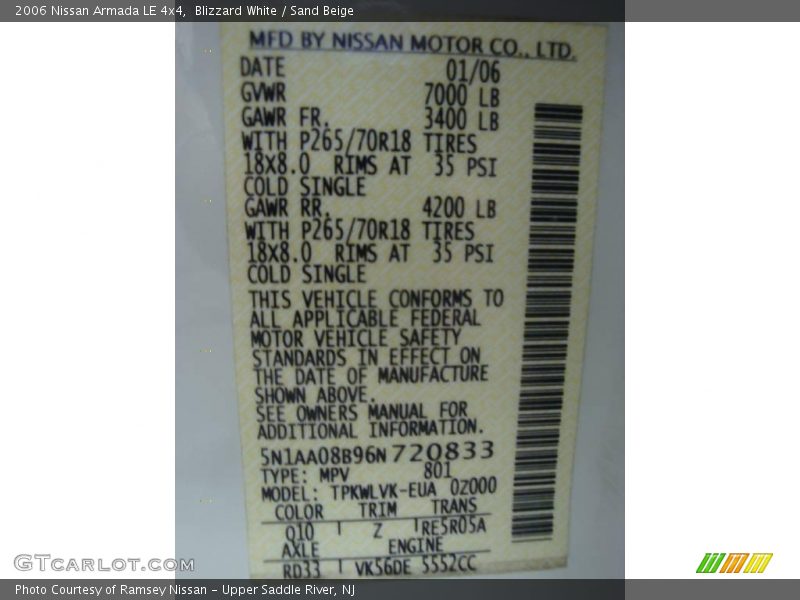 2006 Nissan Armada LE 4x4,  Blizzard White / Sand Beige
MFD BY NISSAN MOTOR CO., LTD.
DATE 01/06
GVWR 7000 LB
GAWR FR. 3400 LB
WITH P265/70R18 TIRES
18X8.0 RIMS AT 35 PSI
COLD SINGLE
GAWR RR. 4200 LB
WITH P265/70R18 TIRES
18X8.0 RIMS AT 35 PSI
COLD SINGLE
THIS VEHICLE CONFORMS TO
ALL APPLICABLE FEDERAL
MOTOR VEHICLE SAFETY
STANDARDS IN EFFECT ON
THE DATE OF MANUFACTURE
SHOWN ABOVE.
SEE OWNERS MANUAL FOR
ADDITIONAL INFORMATION.
5N1AA08B96N720833
TYPE: MPV 801
MODEL: TPKWLVK-EUA 0Z000
COLOR TRIM TRANS
Q10 Z RE5R05A
AXLE ENGINE
RD33 VK56DE 5552CC
GTCarlot.com
Photo Courtesy of Ramsey Nissan - Upper Saddle River, NJ